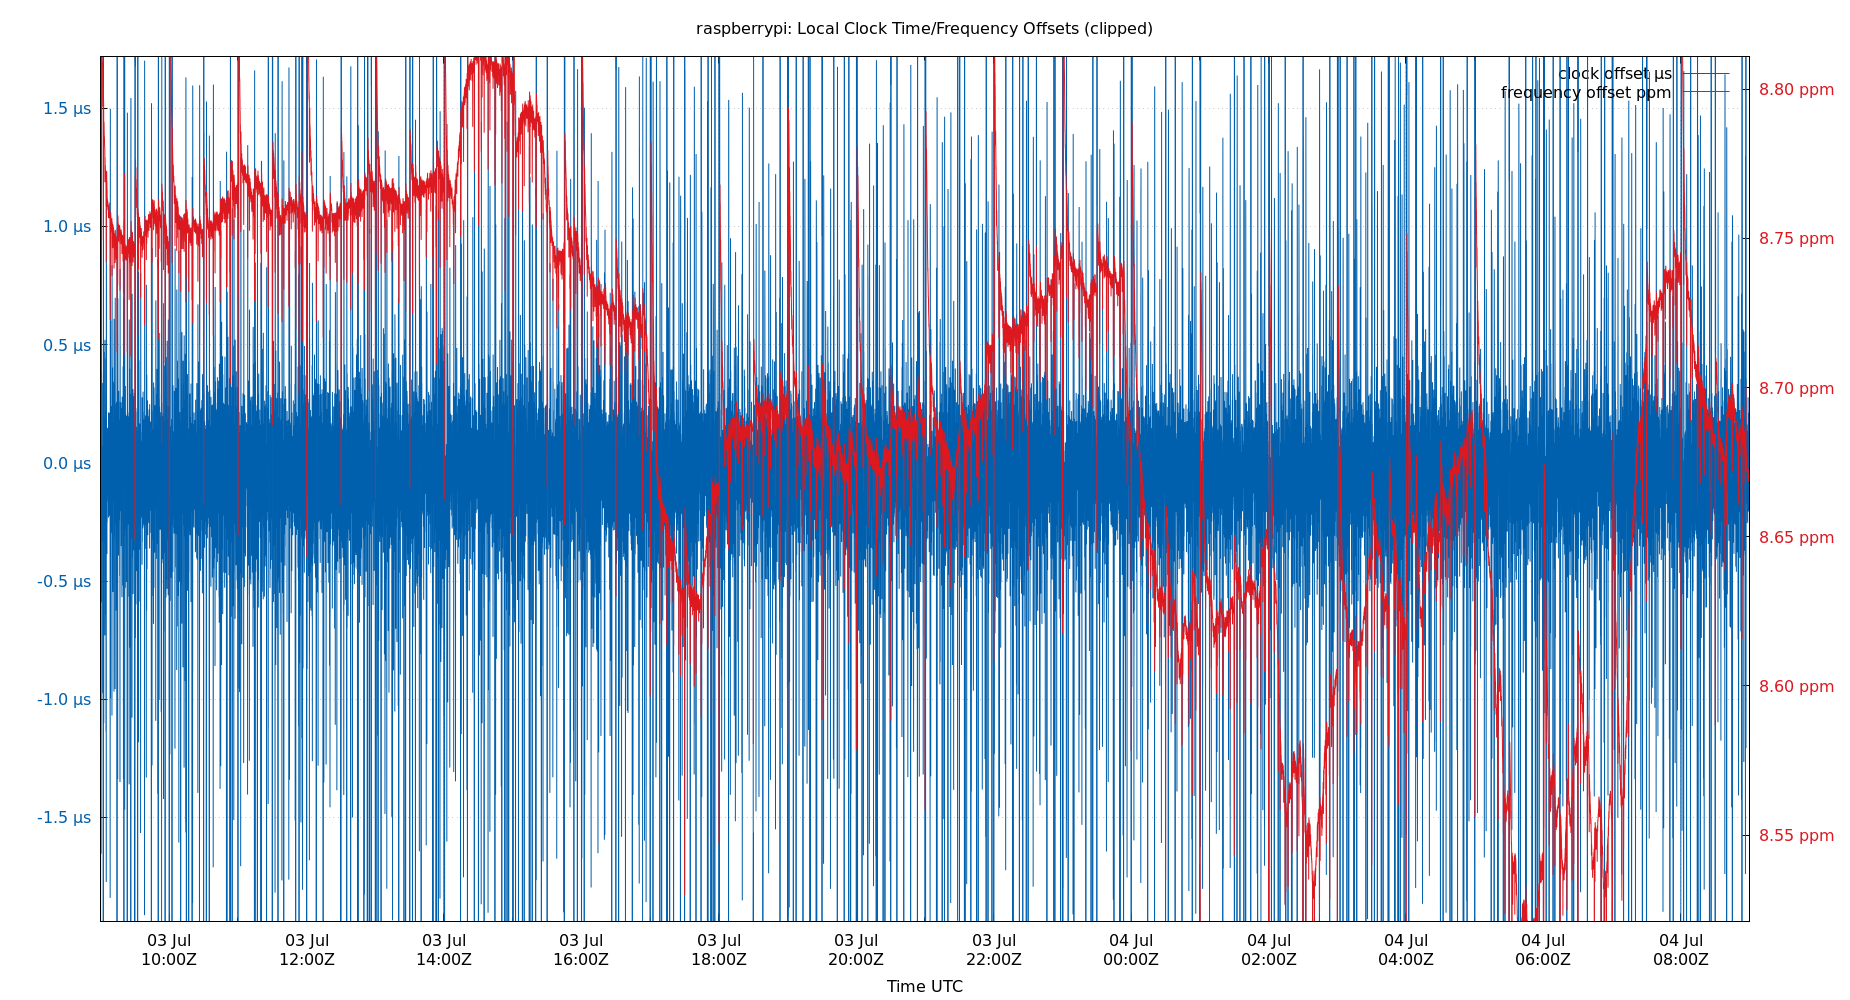 raspberrypi: Local Clock Time/Frequency Offsets (clipped)
clock offset µs
frequency offset ppm
1.5 µs
1.0 µs
0.5 µs
0.0 µs
-0.5 µs
-1.0 µs
-1.5 µs
8.80 ppm
8.75 ppm
8.70 ppm
8.65 ppm
8.60 ppm
8.55 ppm
03 Jul 03 Jul 03 Jul 03 Jul 03 Jul 03 Jul 03 Jul 04 Jul 04 Jul 04 Jul 04 Jul 04 Jul
10:00Z 12:00Z 14:00Z 16:00Z 18:00Z 20:00Z 22:00Z 00:00Z 02:00Z 04:00Z 06:00Z 08:00Z
Time UTC